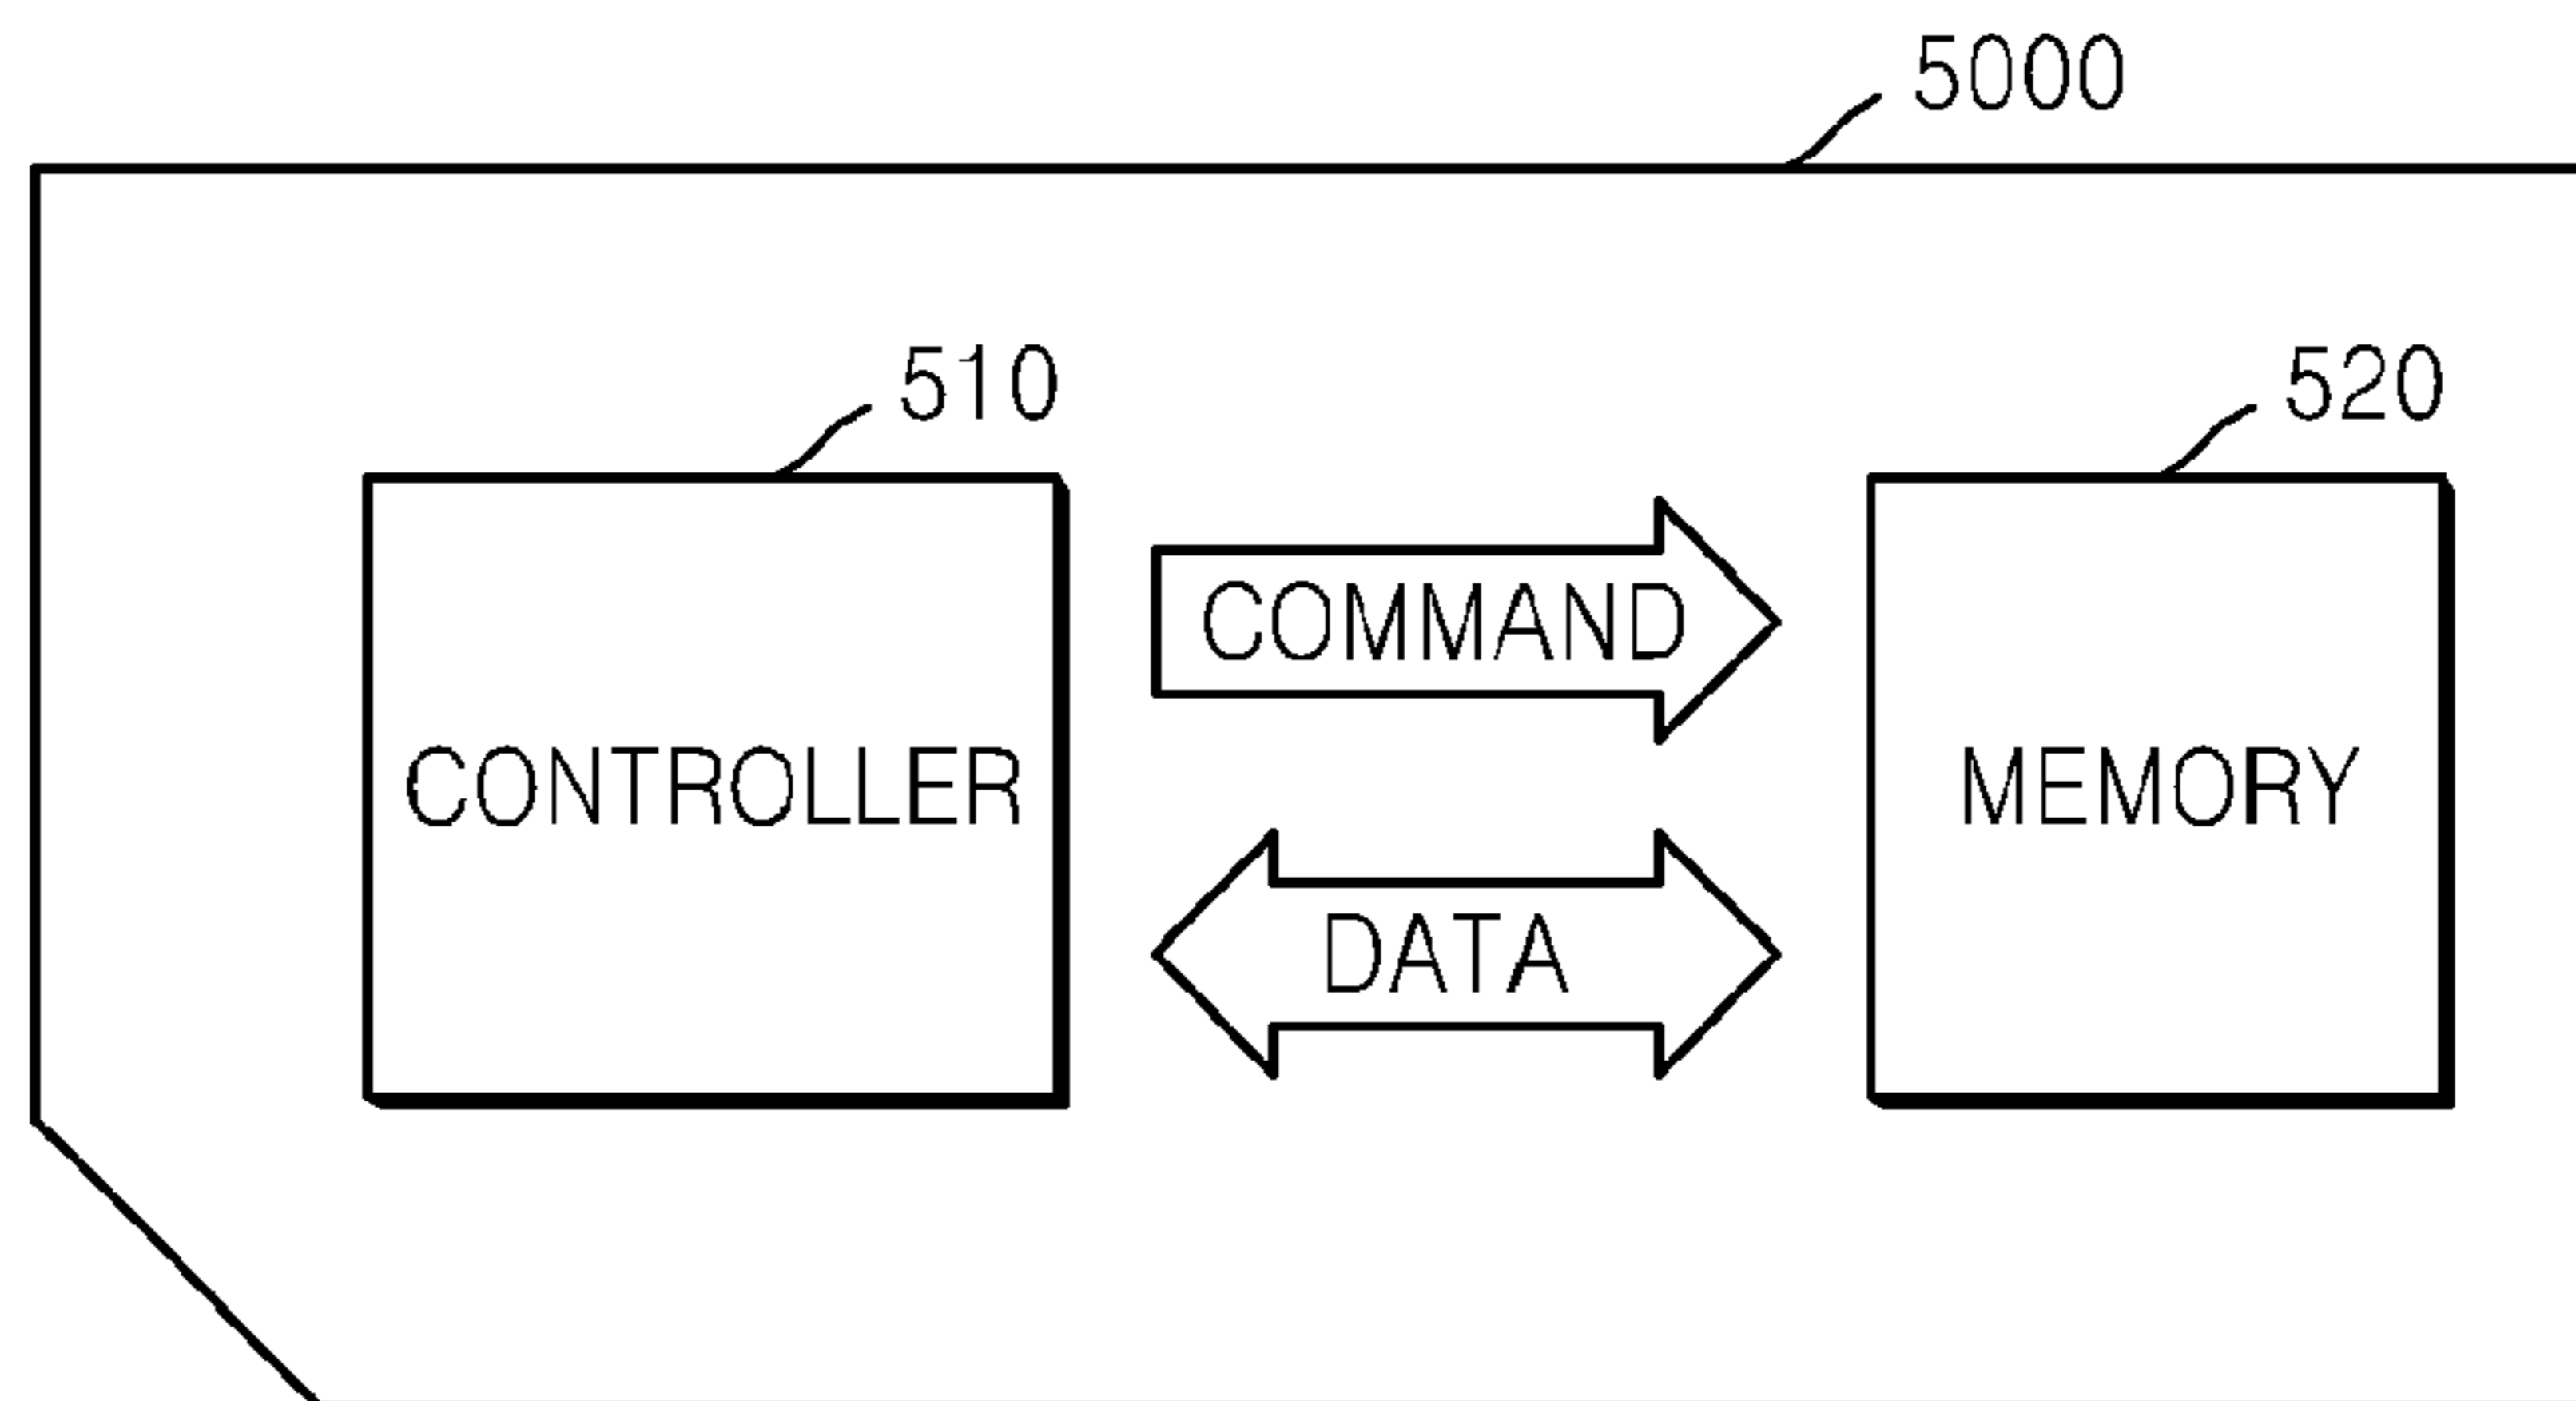 5000
510
520
COMMAND
CONTROLLER
MEMORY
DATA